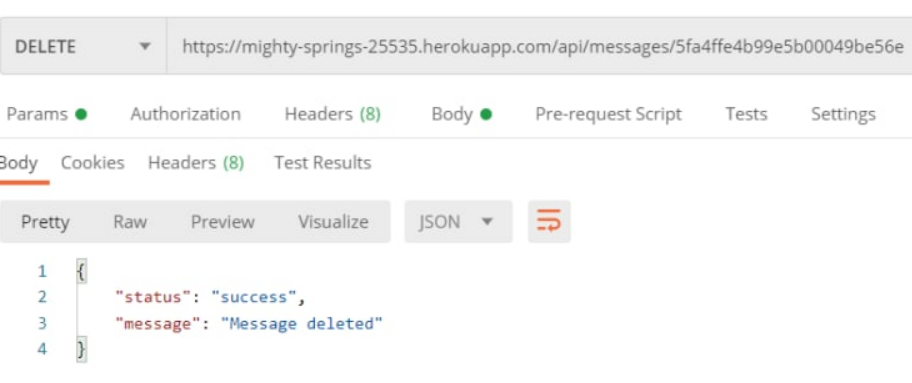 DELETE https://mighty-springs-25535.herokuapp.com/api/messages/5fa4ffe4b99e5b00049be56e
Params Authorization Headers (8) Body Pre-request Script Tests Settings
Body Cookies Headers (8) Test Results
Pretty Raw Preview Visualize JSON
1 {
2 "status": "success",
3 "message": "Message deleted"
4 }